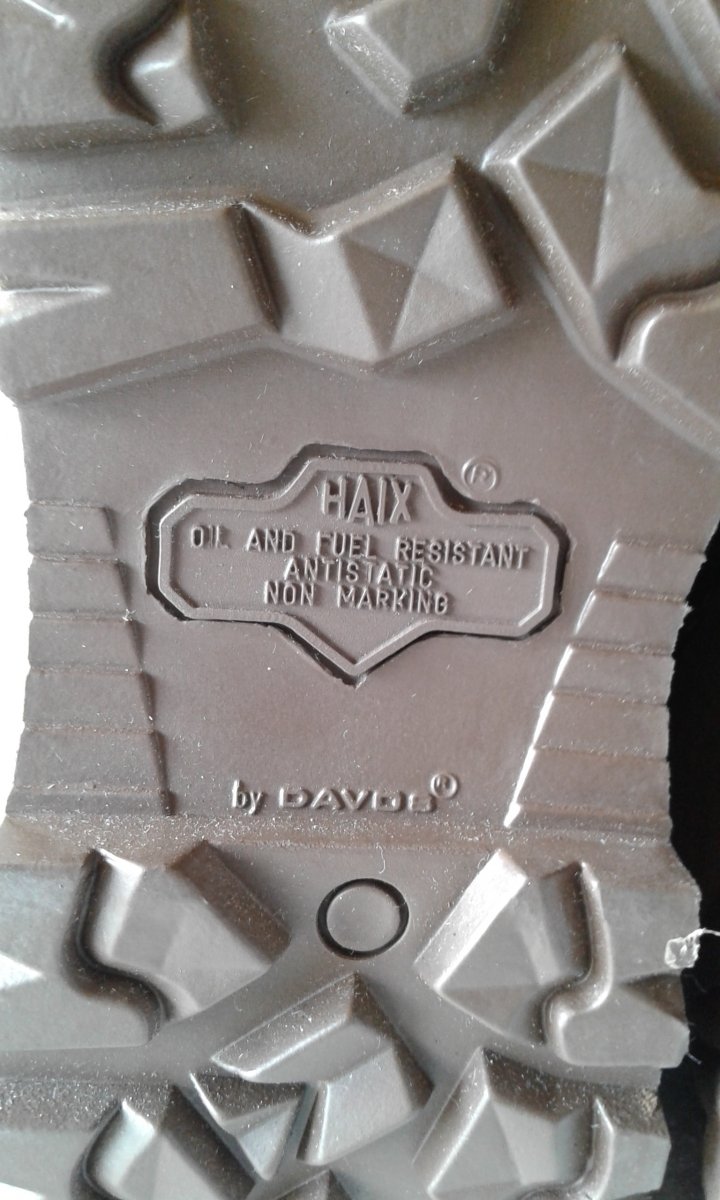 HAIX ®
OIL AND FUEL RESISTANT
ANTISTATIC
NON MARKING
by DAVOS®